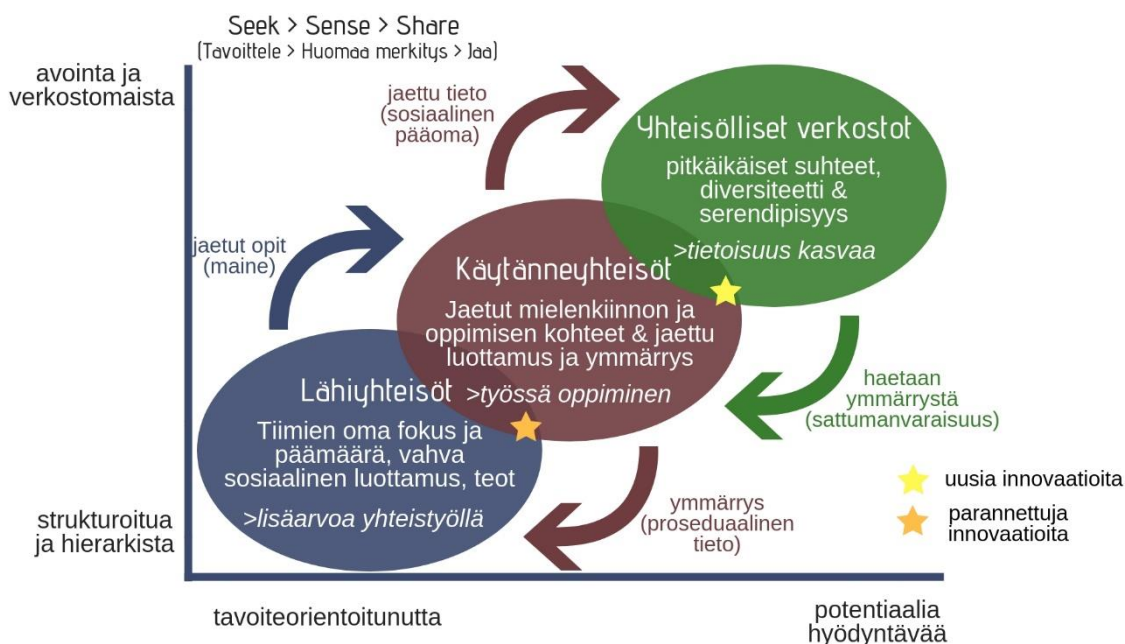 Seek > Sense > Share
(Tavoittele > Huomaa merkitys > Jaa)
avointa ja
verkostomaista
jaettu tieto
(sosiaalinen
pääoma)
Yhteisölliset verkostot
pitkäikäiset suhteet,
diversiteetti &
serendipisyys
>tietoisuus kasvaa
jaetut opit
(maine)
Käytänneyhteisöt
Jaetut mielenkiinnon ja
oppimisen kohteet & jaettu
luottamus ja ymmärrys
>työssä oppiminen
Lähiyhteisöt
Tiimien oma fokus ja
päämäärä, vahva
sosiaalinen luottamus, teot
>lisäarvoa yhteistyöllä
haetaan
ymmärrystä
(sattumanvaraisuus)
ymmärrys
(proseduaalinen
tieto)
uusia innovaatioita
parannettuja
innovaatioita
strukturoitua
ja hierarkista
tavoiteorientoitunutta
potentiaalia
hyödyntävää